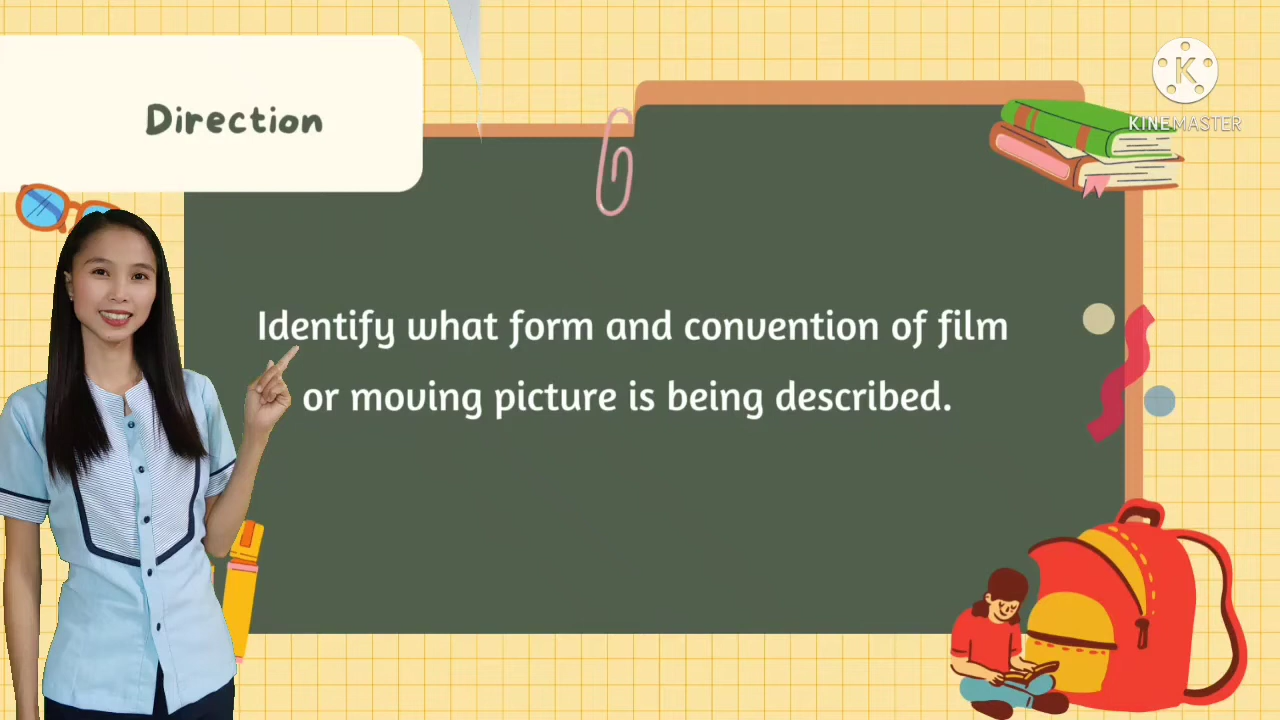 Direction
KINEMASTER
Identify what form and convention of film
or moving picture is being described.